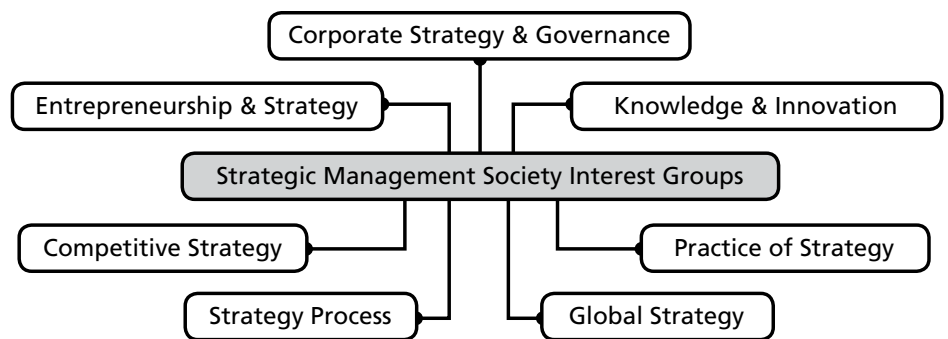 Corporate Strategy & Governance
Entrepreneurship & Strategy
Knowledge & Innovation
Strategic Management Society Interest Groups
Competitive Strategy
Practice of Strategy
Strategy Process
Global Strategy